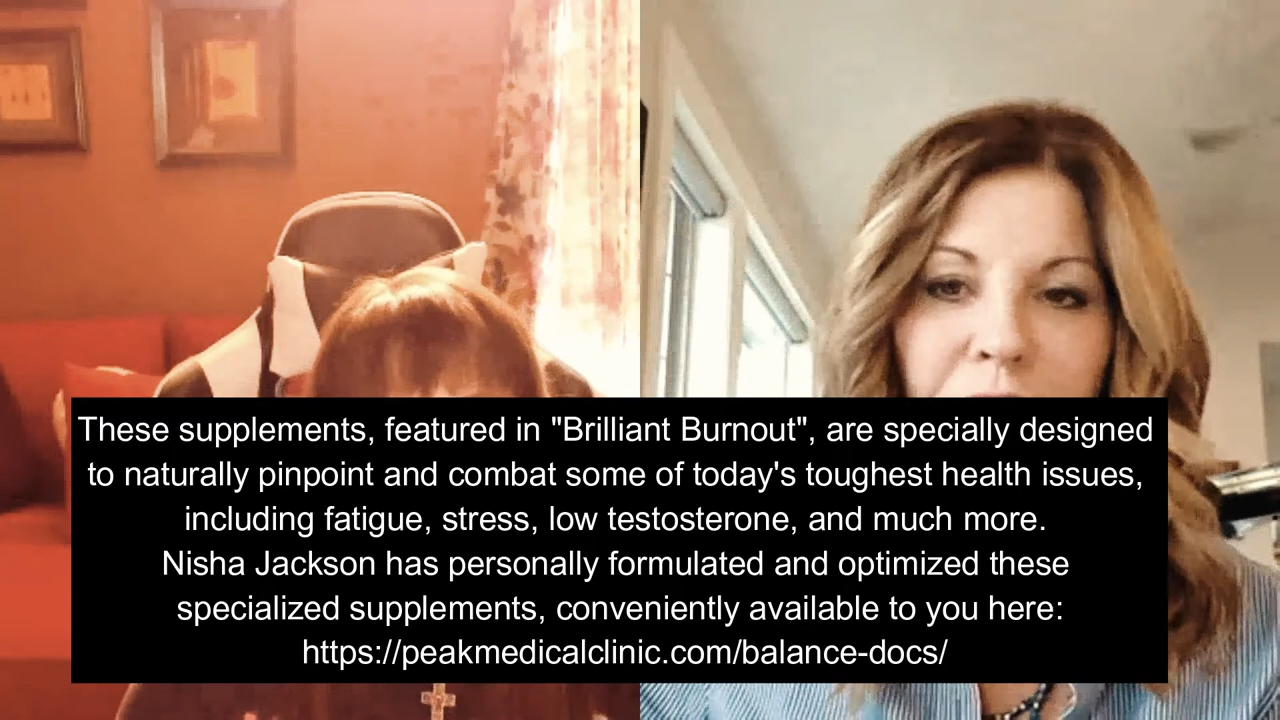 These supplements, featured in "Brilliant Burnout", are specially designed
to naturally pinpoint and combat some of today's toughest health issues,
including fatigue, stress, low testosterone, and much more.
Nisha Jackson has personally formulated and optimized these
specialized supplements, conveniently available to you here:
https://peakmedicalclinic.com/balance-docs/